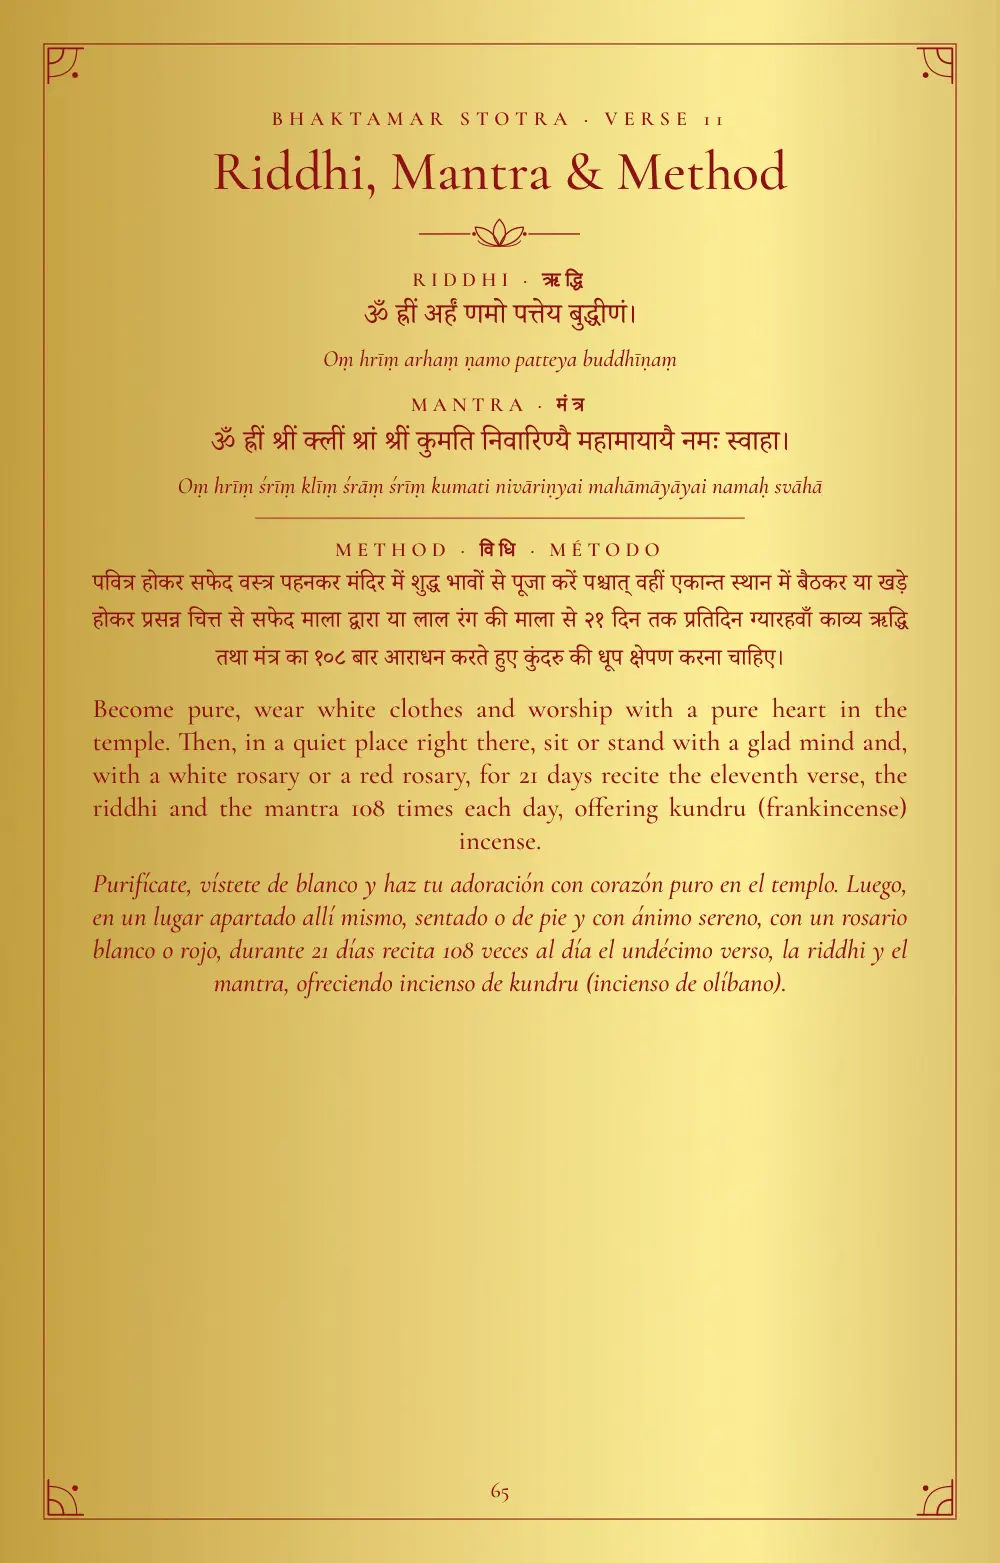 BHAKTAMAR STOTRA · VERSE 11
Riddhi, Mantra & Method
RIDDHI · ऋद्धि
ॐ ह्रीं अर्हं णमो पत्तेय बुद्धीणं।
Oṃ hrīṃ arhaṃ ṇamo patteya buddhīṇaṃ
MANTRA · मंत्र
ॐ ह्रीं श्रीं क्लीं श्रां श्रीं कुमति निवारिण्यै महामायायै नमः स्वाहा।
Oṃ hrīṃ śrīṃ klīṃ śrāṃ śrīṃ kumati nivāriṇyai mahāmāyāyai namaḥ svāhā
METHOD · विधि · MÉTODO
पवित्र होकर सफेद वस्त्र पहनकर मंदिर में शुद्ध भावों से पूजा करें पश्चात् वहीं एकान्त स्थान में बैठकर या खड़े
होकर प्रसन्न चित्त से सफेद माला द्वारा या लाल रंग की माला से २१ दिन तक प्रतिदिन ग्यारहवाँ काव्य ऋद्धि
तथा मंत्र का १०८ बार आराधन करते हुए कुंदरु की धूप क्षेपण करना चाहिए।
Become pure, wear white clothes and worship with a pure heart in the
temple. Then, in a quiet place right there, sit or stand with a glad mind and,
with a white rosary or a red rosary, for 21 days recite the eleventh verse, the
riddhi and the mantra 108 times each day, offering kundru (frankincense)
incense.
Purifícate, vístete de blanco y haz tu adoración con corazón puro en el templo. Luego,
en un lugar apartado allí mismo, sentado o de pie y con ánimo sereno, con un rosario
blanco o rojo, durante 21 días recita 108 veces al día el undécimo verso, la riddhi y el
mantra, ofreciendo incienso de kundru (incienso de olíbano).
65